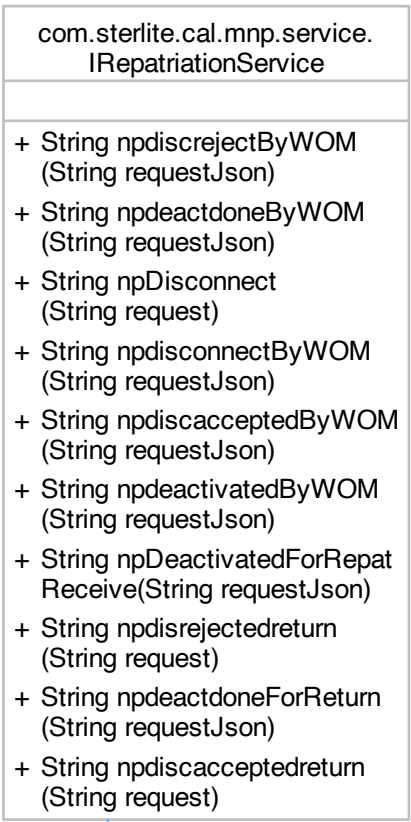 com.sterlite.cal.mnp.service.
IRepatriationService
+ String npdiscrejectByWOM
(String requestJson)
+ String npdeactdoneByWOM
(String requestJson)
+ String npDisconnect
(String request)
+ String npdisconnectByWOM
(String requestJson)
+ String npdiscacceptedByWOM
(String requestJson)
+ String npdeactivatedByWOM
(String requestJson)
+ String npDeactivatedForRepat
Receive(String requestJson)
+ String npdisrejectedreturn
(String request)
+ String npdeactdoneForReturn
(String requestJson)
+ String npdiscacceptedreturn
(String request)